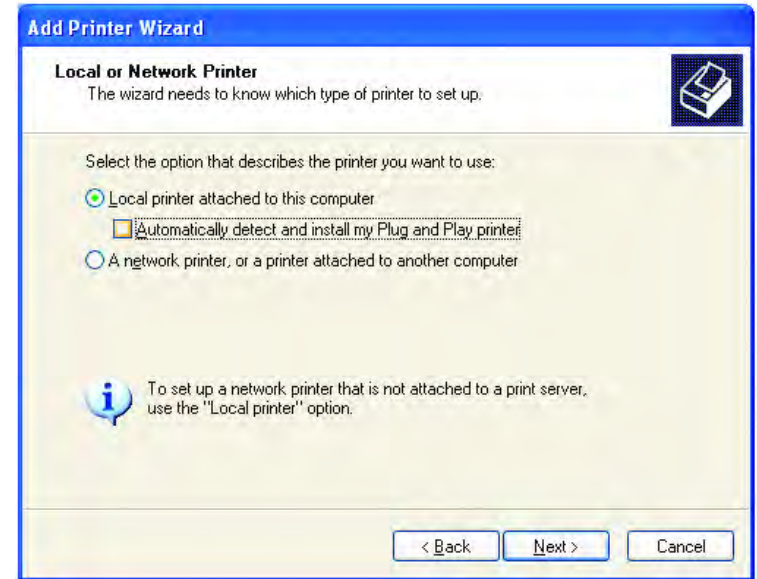 Add Printer Wizard
Local or Network Printer
The wizard needs to know which type of printer to set up.
Select the option that describes the printer you want to use:
Local printer attached to this computer
Automatically detect and install my Plug and Play printer
A network printer, or a printer attached to another computer
To set up a network printer that is not attached to a print server,
use the "Local printer" option.
< Back Next > Cancel